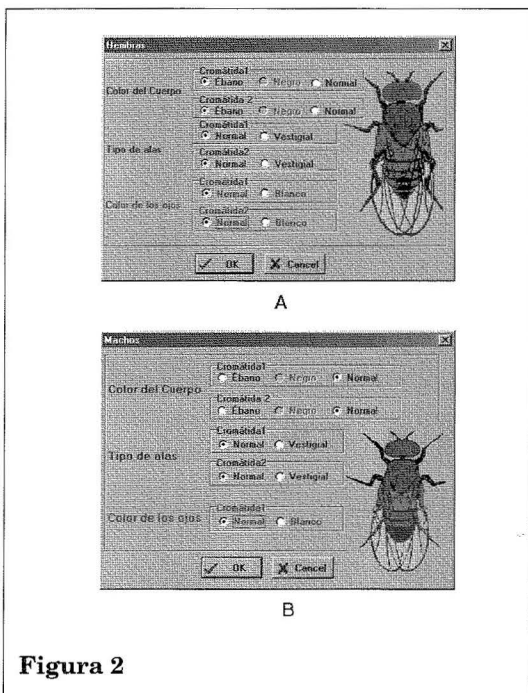 Hembras
Cromátida1
Color del Cuerpo
Ébano Negro Normal
Cromátida 2
Ébano Negro Normal
Cromátida1
Normal Vestigial
Tipo de alas
Cromátida2
Normal Vestigial
Cromátida1
Normal Blanco
Color de los ojos
Cromátida2
Normal Blanco
OK Cancel
A
Machos
Cromátida1
Ébano Negro Normal
Color del Cuerpo
Cromátida 2
Ébano Negro Normal
Cromátida1
Normal Vestigial
Tipo de alas
Cromátida2
Normal Vestigial
Cromátida1
Color de los ojos
Normal Blanco
OK Cancel
B
Figura 2